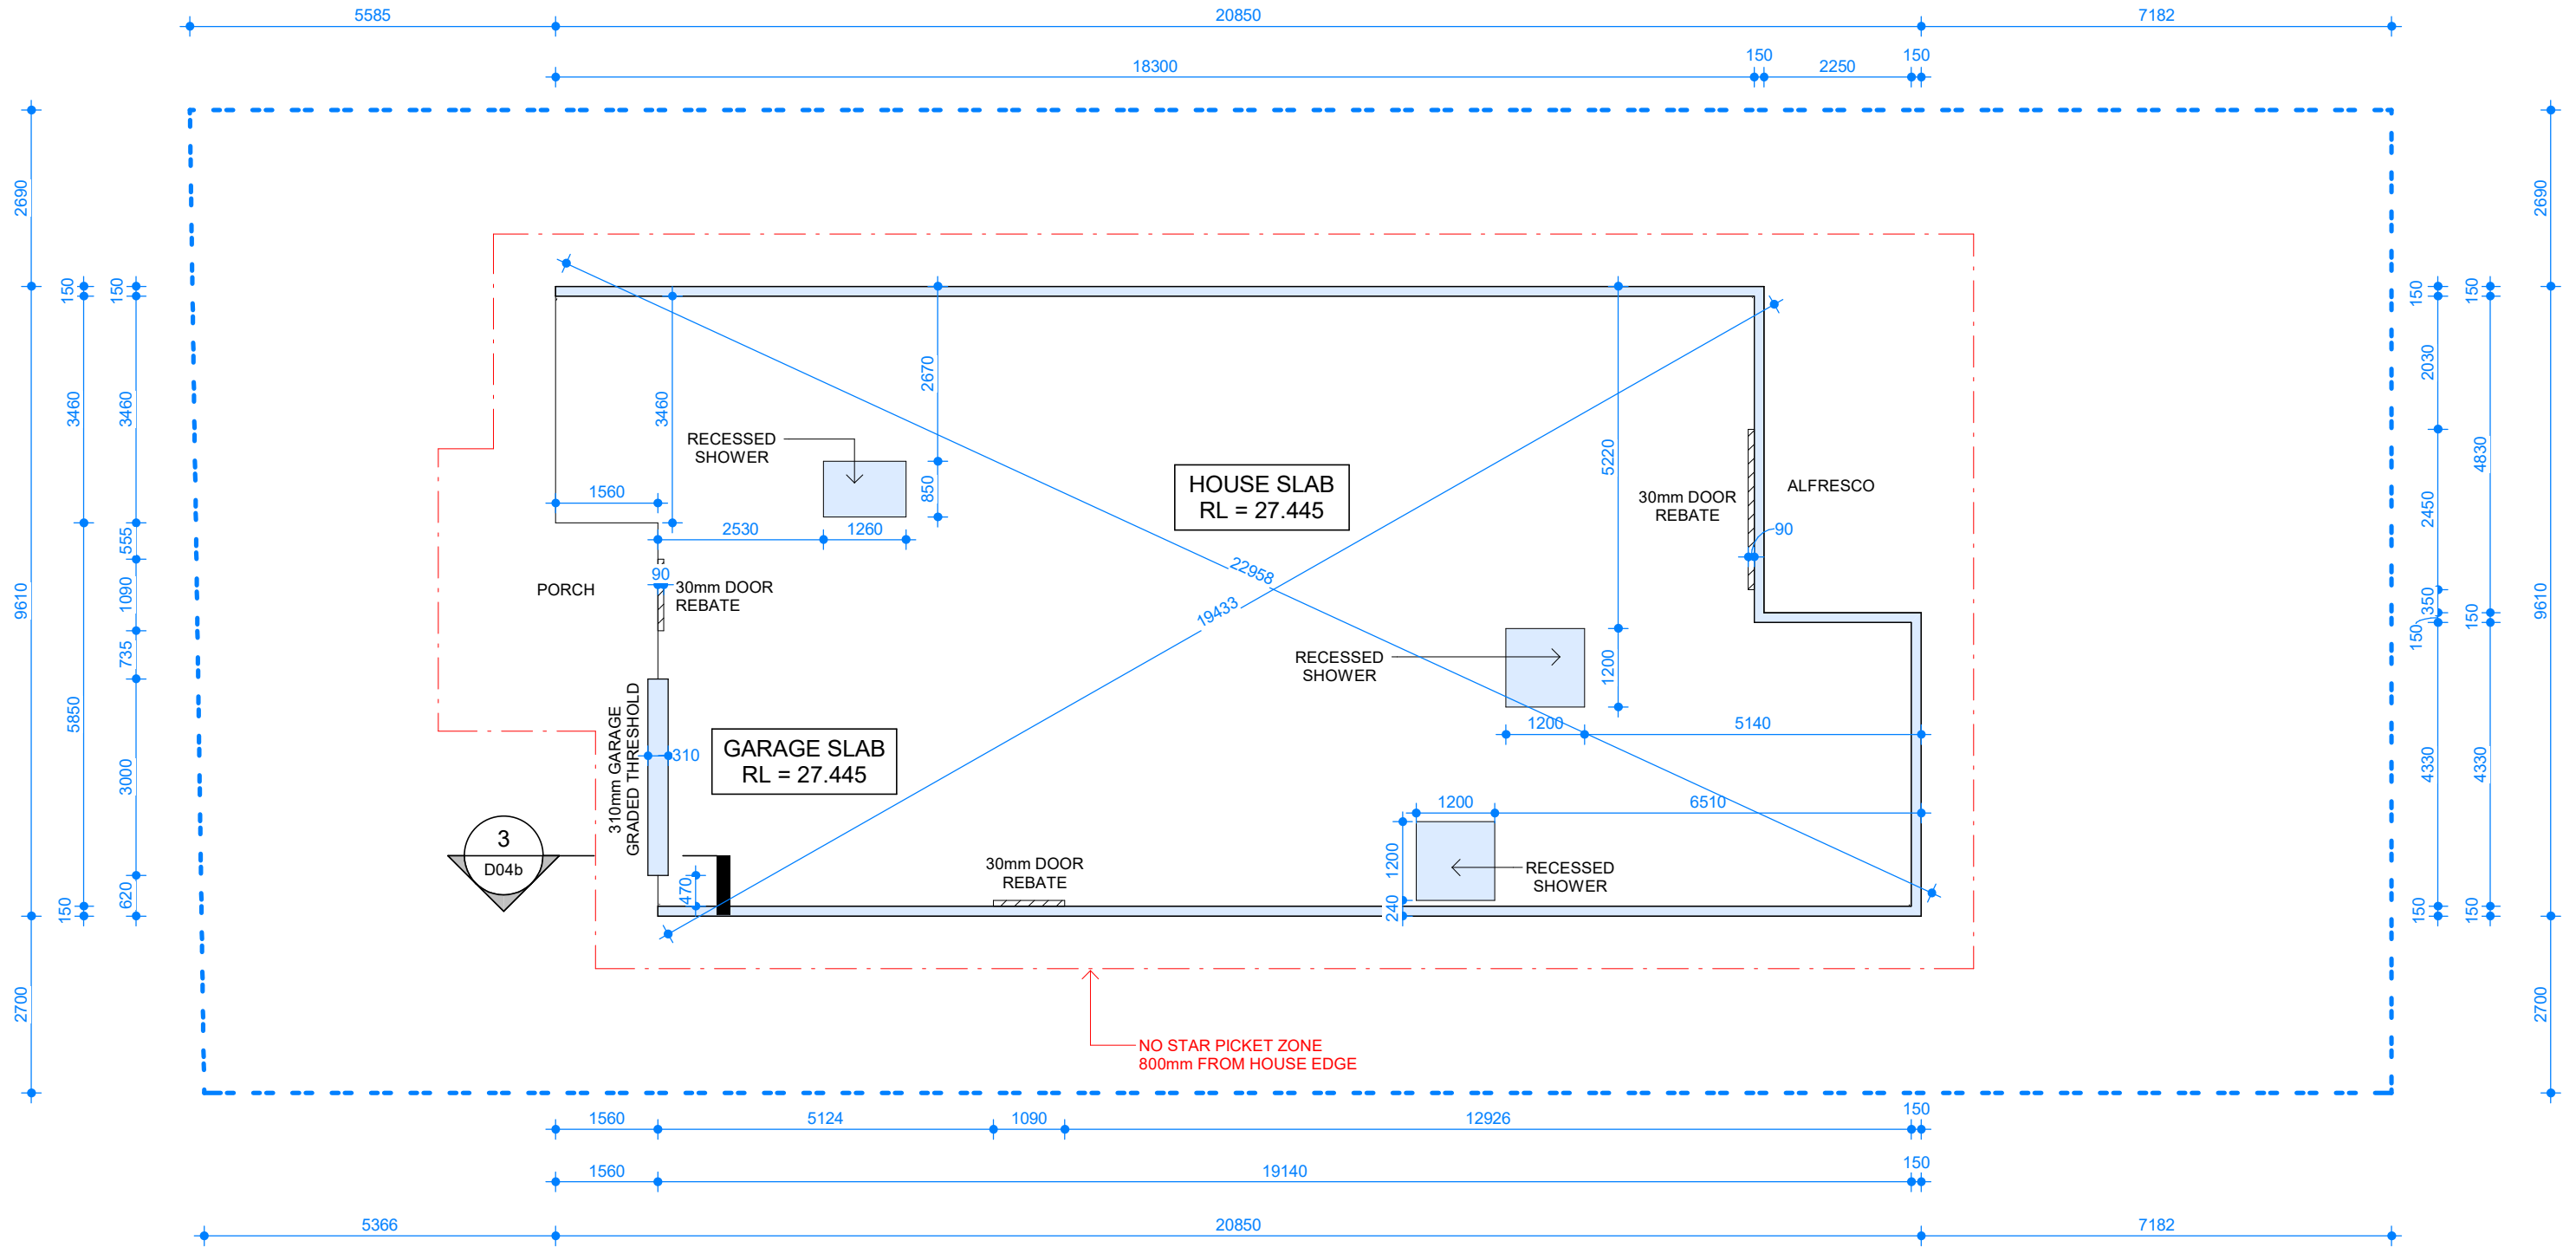 5585
20850
7182
18300
150
2250
150
2690
2690
150
150
150
150
3460
3460
3460
2670
2030
RECESSED
SHOWER
850
1560
2530
1260
HOUSE SLAB
RL = 27.445
5220
30mm DOOR
REBATE
ALFRESCO
90
2450
4830
555
1090
735
9610
9610
PORCH
90
30mm DOOR
REBATE
22958
19433
350
150
150
RECESSED
SHOWER
1200
1200
5140
5850
3000
310mm GARAGE
GRADED THRESHOLD
310
GARAGE SLAB
RL = 27.445
4330
4330
1200
6510
3
D04b
470
30mm DOOR
REBATE
1200
240
RECESSED
SHOWER
620
150
150
150
2700
2700
NO STAR PICKET ZONE
800mm FROM HOUSE EDGE
1560
5124
1090
12926
150
1560
19140
150
5366
20850
7182